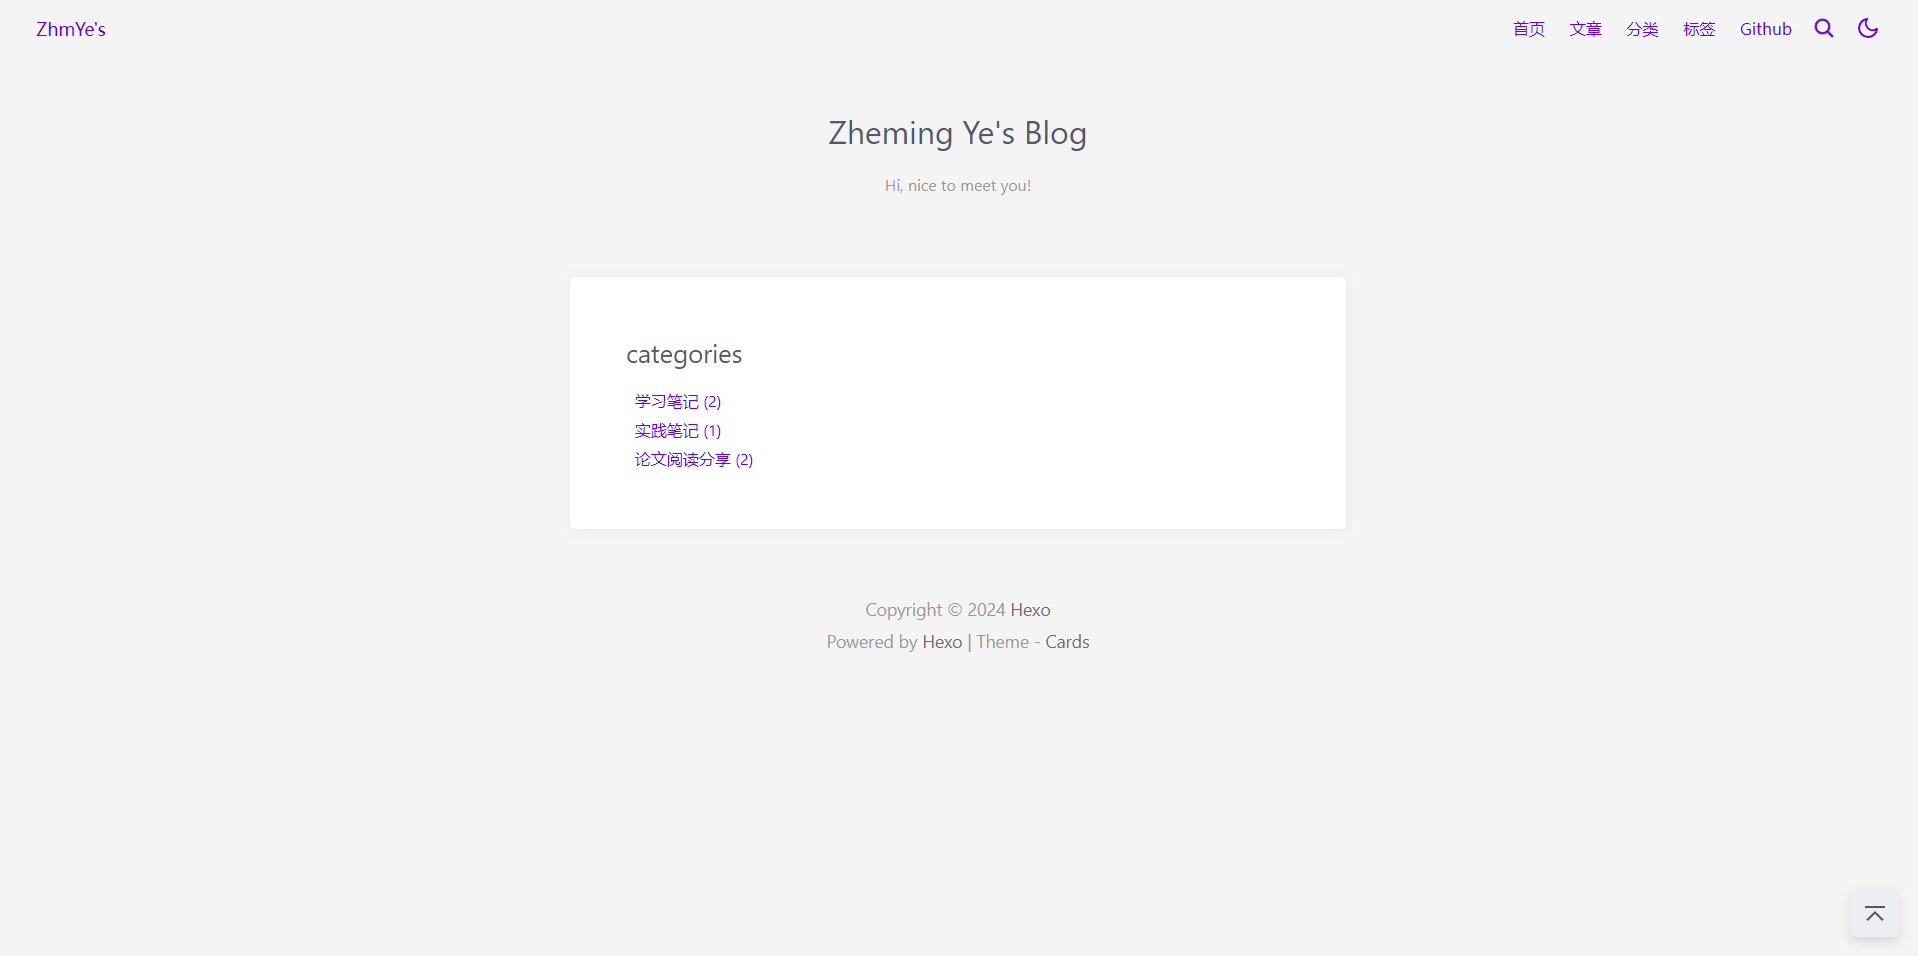 ZhmYe's
首页 文章 分类 标签 Github
Zheming Ye's Blog
Hi, nice to meet you!
categories
学习笔记 (2)
实践笔记 (1)
论文阅读分享 (2)
Copyright © 2024 Hexo
Powered by Hexo | Theme - Cards